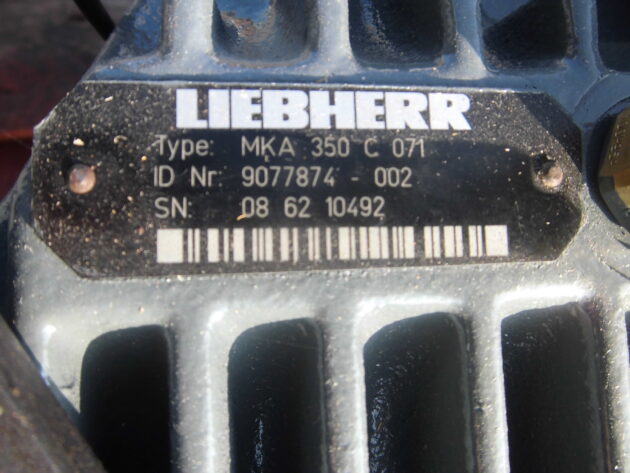 LIEBHERR
Type: MKA 350 C 071
ID Nr: 9077874 - 002
SN: 08 62 10492